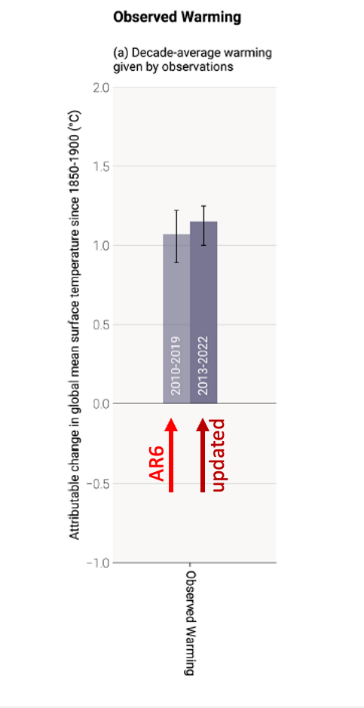 Observed Warming
(a) Decade-average warming
given by observations
Attributable change in global mean surface temperature since 1850-1900 (°C)
2.0
1.5
1.0
0.5
0.0
−0.5
−1.0
2010-2019
2013-2022
AR6
updated
Observed Warming